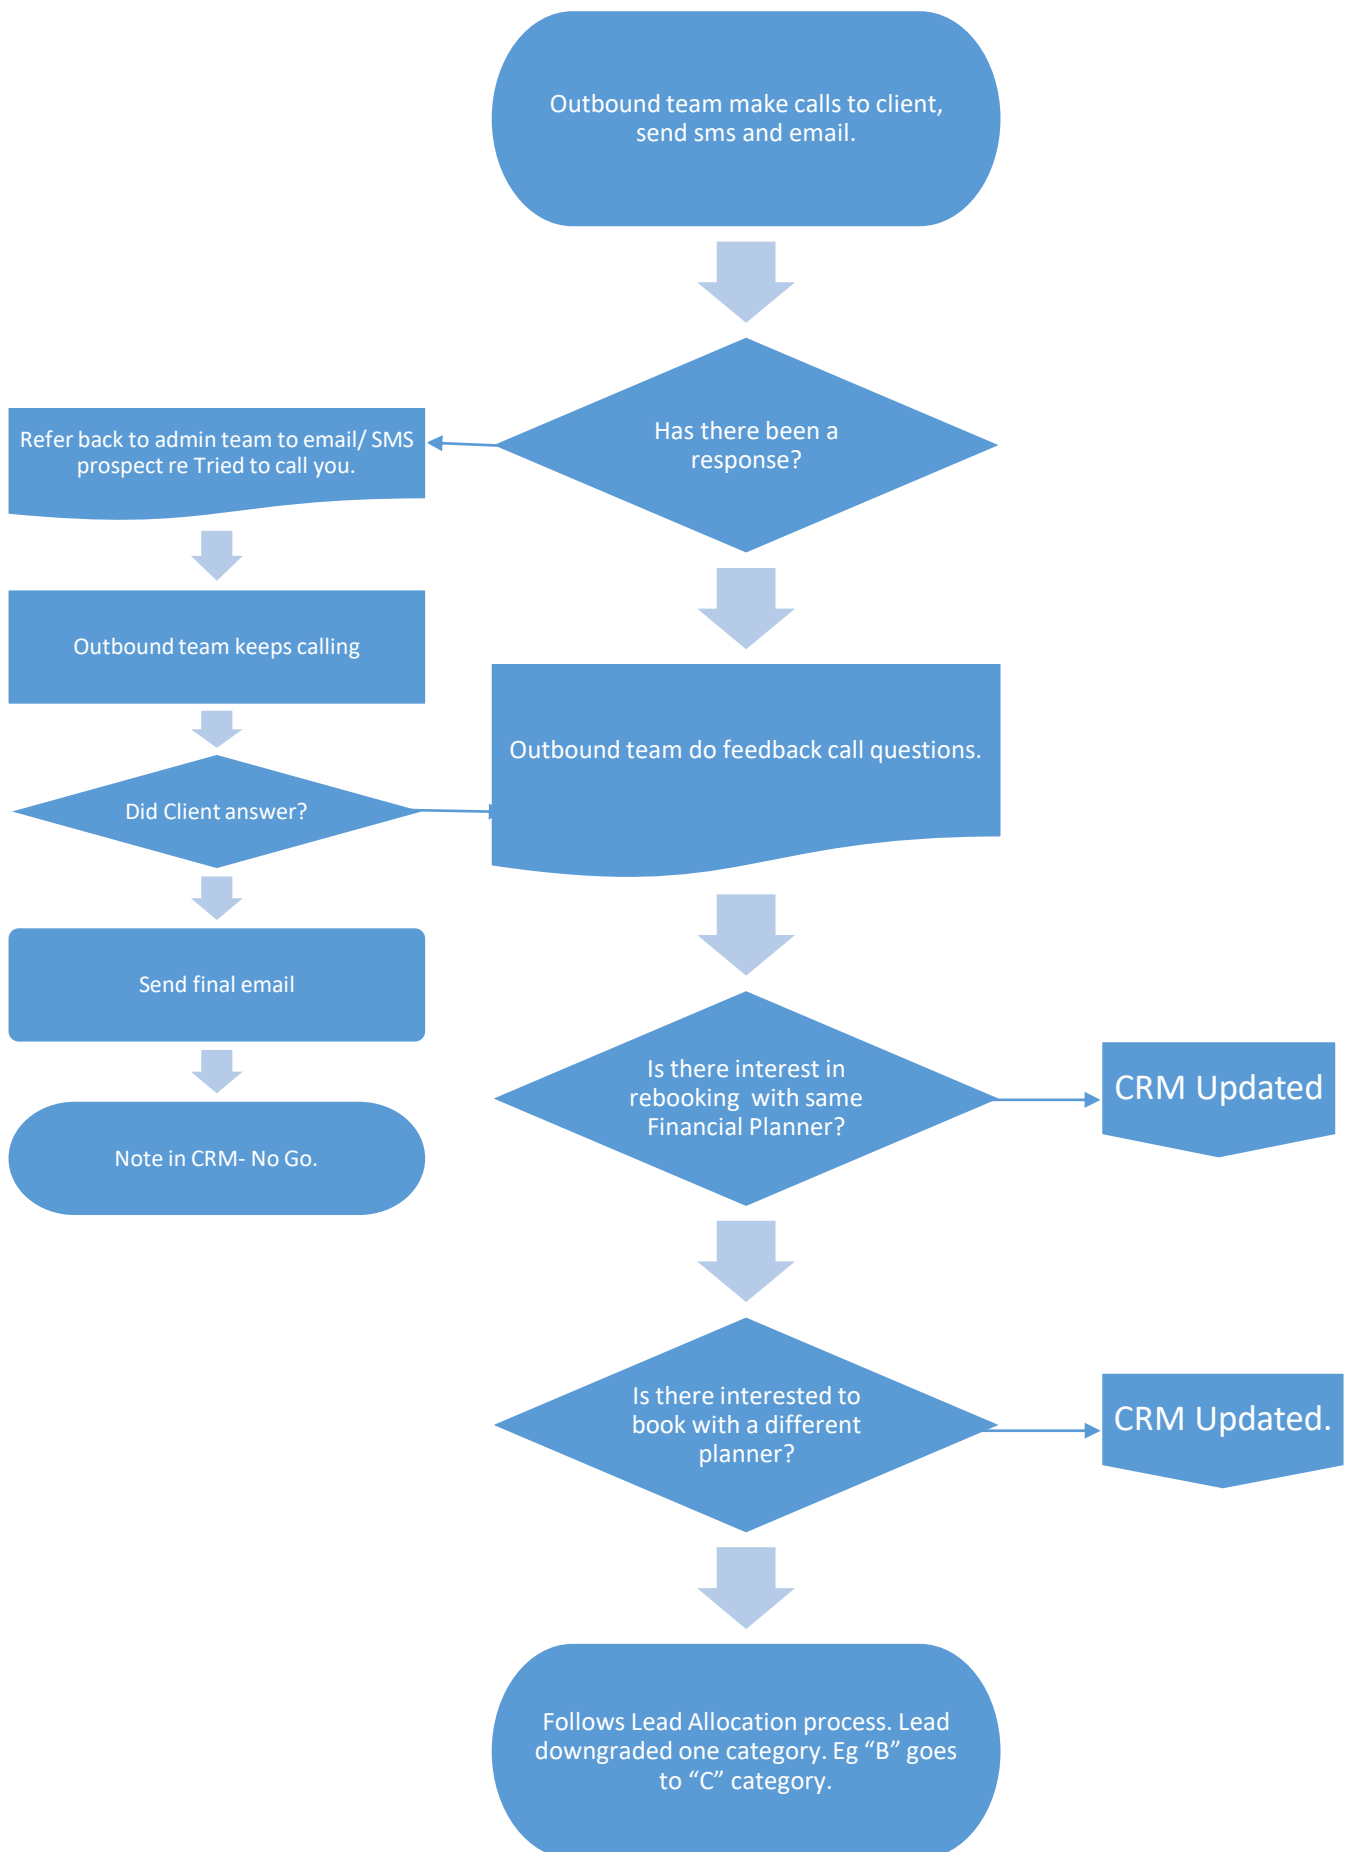 Outbound team make calls to client,
send sms and email.
Has there been a
response?
Refer back to admin team to email/ SMS
prospect re Tried to call you.
Outbound team keeps calling
Did Client answer?
Send final email
Note in CRM- No Go.
Outbound team do feedback call questions.
Is there interest in
rebooking  with same
Financial Planner?
CRM Updated
Is there interested to
book with a different
planner?
CRM Updated.
Follows Lead Allocation process. Lead
downgraded one category. Eg “B” goes
to “C” category.